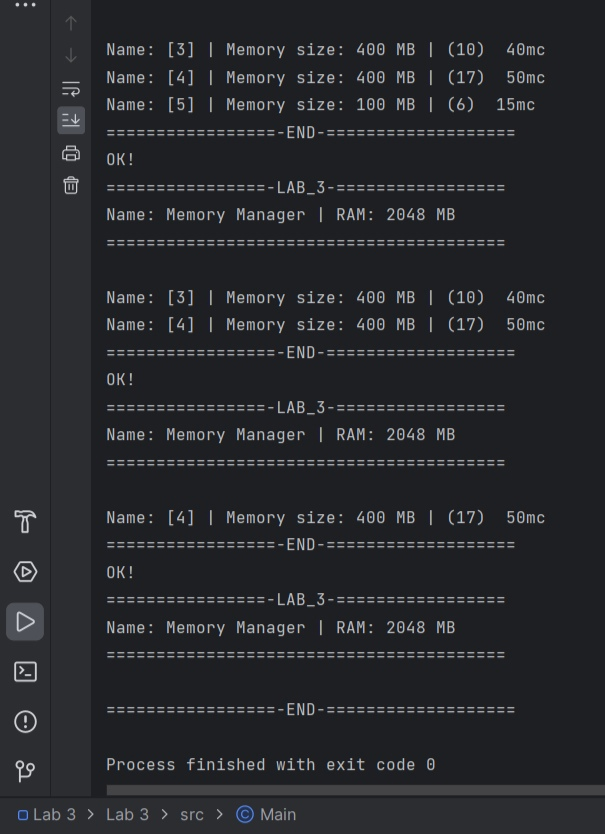 Name: [3] | Memory size: 400 MB | (10)  40mc
Name: [4] | Memory size: 400 MB | (17)  50mc
Name: [5] | Memory size: 100 MB | (6)  15mc
=================-END-===================
OK!
================-LAB_3-=================
Name: Memory Manager | RAM: 2048 MB
========================================
Name: [3] | Memory size: 400 MB | (10)  40mc
Name: [4] | Memory size: 400 MB | (17)  50mc
=================-END-===================
OK!
================-LAB_3-=================
Name: Memory Manager | RAM: 2048 MB
========================================
Name: [4] | Memory size: 400 MB | (17)  50mc
=================-END-===================
OK!
================-LAB_3-=================
Name: Memory Manager | RAM: 2048 MB
========================================
=================-END-===================
Process finished with exit code 0
Lab 3 > Lab 3 > src > Main